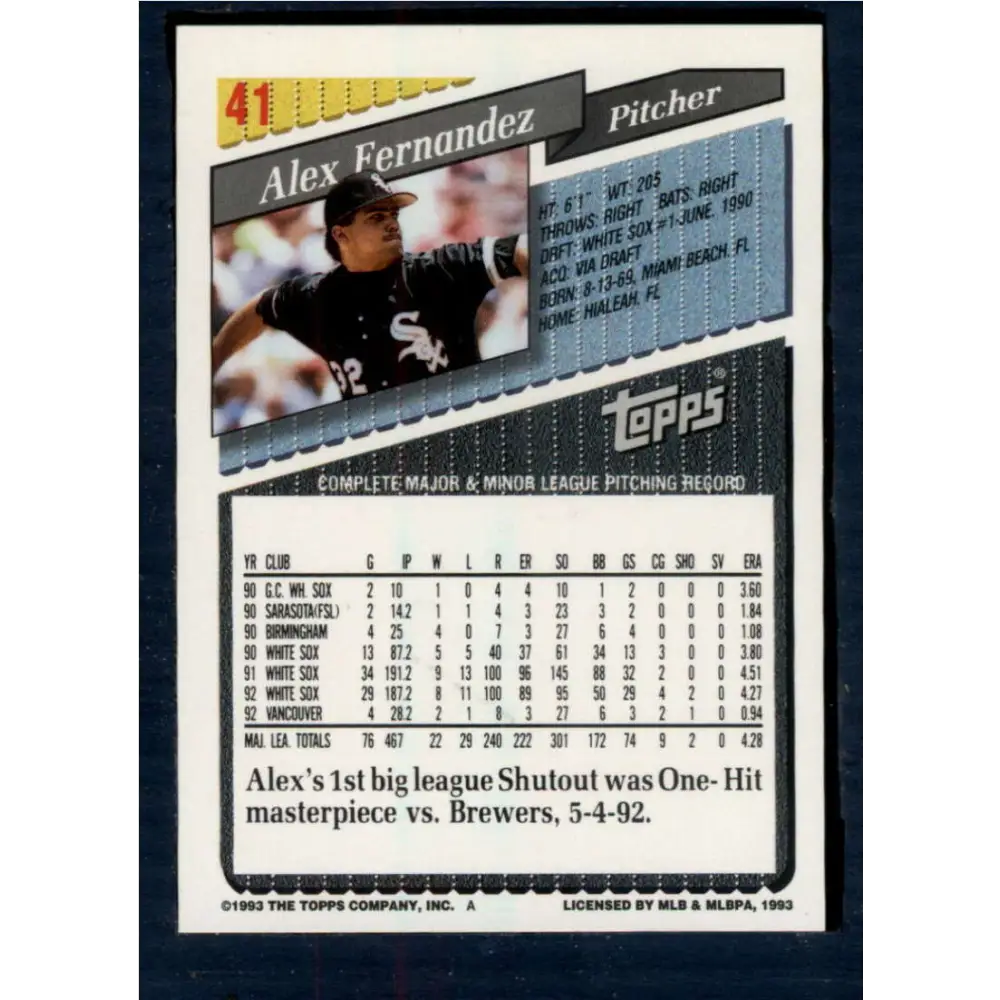 41
Alex Fernandez
Pitcher
HT: 6'1" WT: 205
THROWS: RIGHT BATS: RIGHT
DRFT: WHITE SOX #1-JUNE, 1990
ACQ: VIA DRAFT
BORN: 8-13-69, MIAMI BEACH, FL
HOME: HIALEAH, FL
Sox
32
TOPPS®
COMPLETE MAJOR & MINOR LEAGUE PITCHING RECORD
YR CLUB G IP W L R ER SO BB GS CG SHO SV ERA
90 G.C. WH. SOX 2 10 1 0 4 4 10 1 2 0 0 0 3.60
90 SARASOTA(FSL) 2 14.2 1 1 4 3 23 3 2 0 0 0 1.84
90 BIRMINGHAM 4 25 4 0 7 3 27 6 4 0 0 0 1.08
90 WHITE SOX 13 87.2 5 5 40 37 61 34 13 3 0 0 3.80
91 WHITE SOX 34 191.2 9 13 100 96 145 88 32 2 0 0 4.51
92 WHITE SOX 29 187.2 8 11 100 89 95 50 29 4 2 0 4.27
92 VANCOUVER 4 28.2 2 1 8 3 27 6 3 2 1 0 0.94
MAJ. LEA. TOTALS 76 467 22 29 240 222 301 172 74 9 2 0 4.28
Alex's 1st big league Shutout was One- Hit
masterpiece vs. Brewers, 5-4-92.
©1993 THE TOPPS COMPANY, INC. A LICENSED BY MLB & MLBPA, 1993